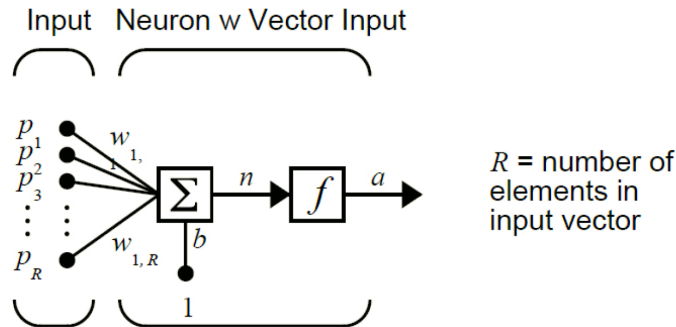 Input
Neuron w Vector Input
p
p 1
p 2
3
p R
w 1,
1
w 1, R
Σ
n
f
a
b
1
R = number of
elements in
input vector